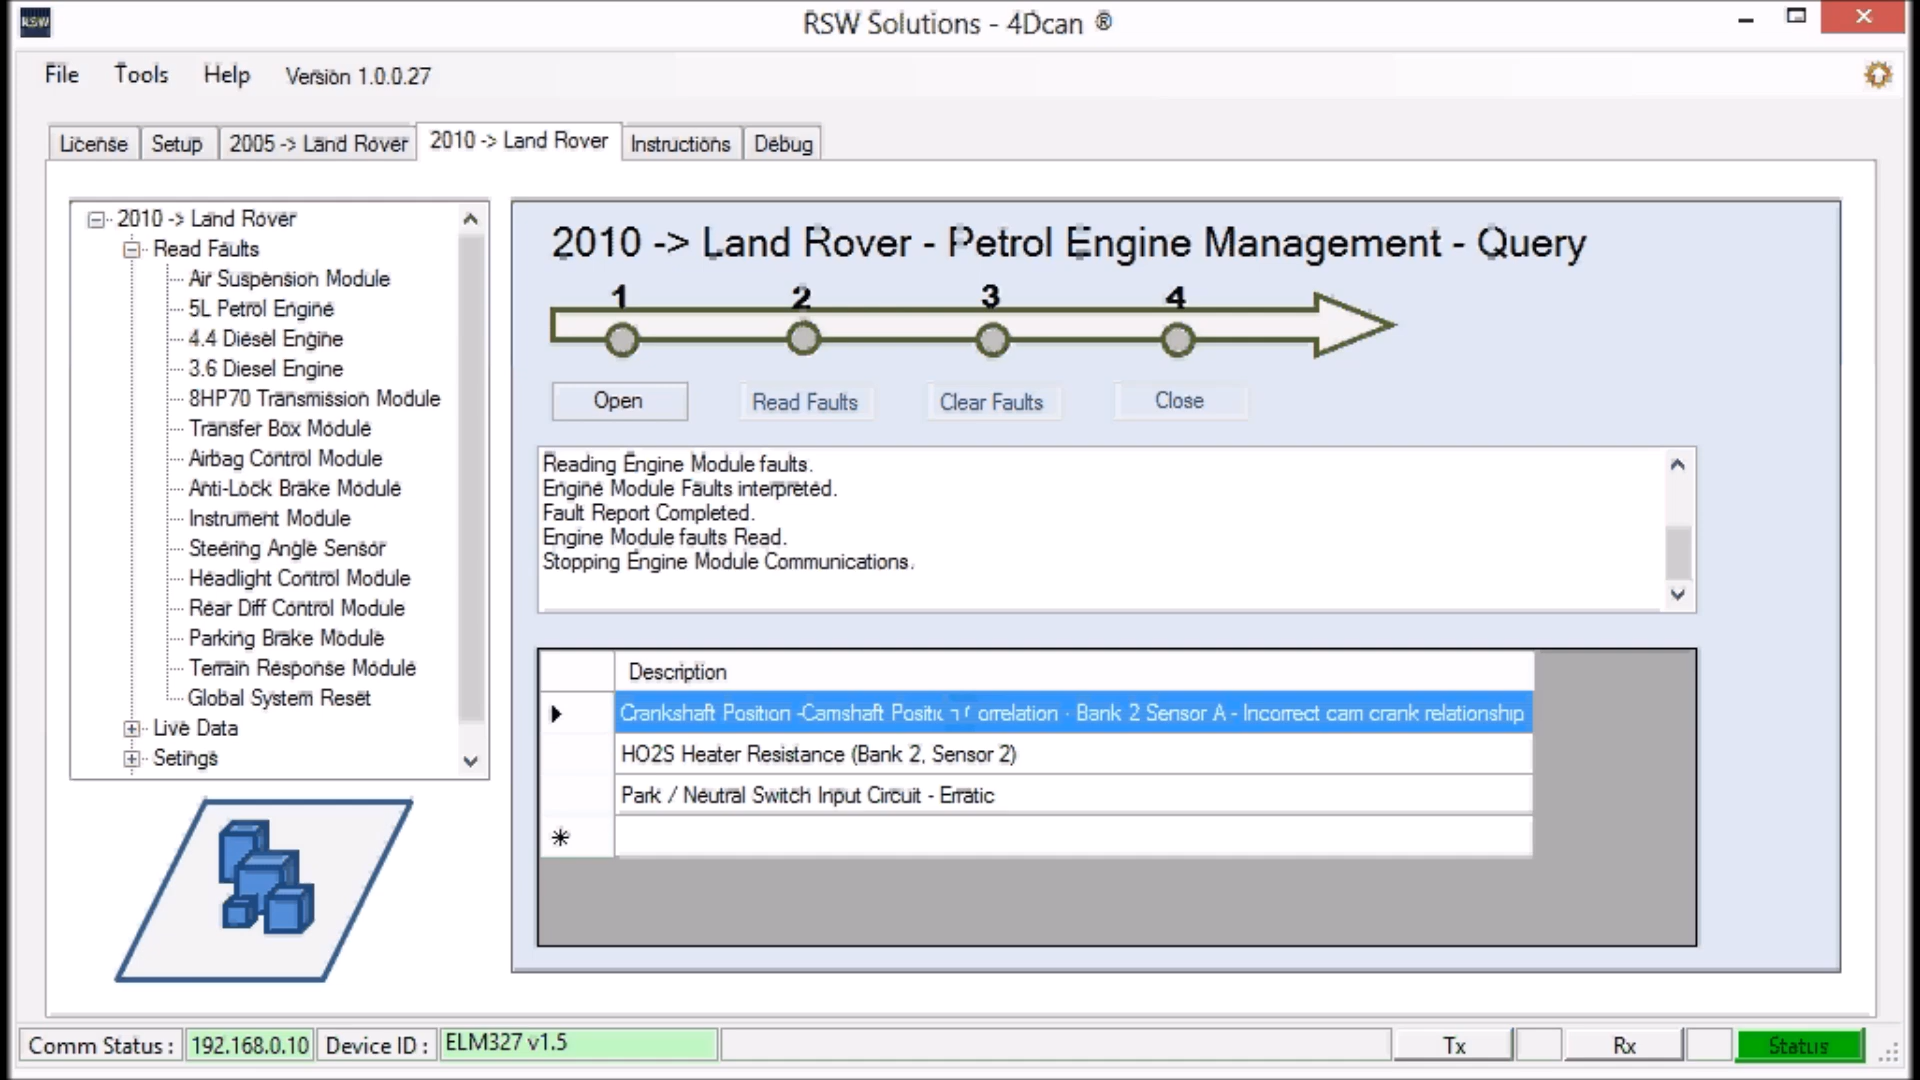 RSW
RSW Solutions - 4Dcan ®
File Tools Help Version 1.0.0.27
License Setup 2005 -> Land Rover 2010 -> Land Rover Instructions Debug
2010 -> Land Rover
Read Faults
Air Suspension Module
5L Petrol Engine
4.4 Diesel Engine
3.6 Diesel Engine
8HP70 Transmission Module
Transfer Box Module
Airbag Control Module
Anti-Lock Brake Module
Instrument Module
Steering Angle Sensor
Headlight Control Module
Rear Diff Control Module
Parking Brake Module
Terrain Response Module
Global System Reset
Live Data
Setings
2010 -> Land Rover - Petrol Engine Management - Query
1 2 3 4
Open Read Faults Clear Faults Close
Reading Engine Module faults.
Engine Module Faults interpreted.
Fault Report Completed.
Engine Module faults Read.
Stopping Engine Module Communications.
Description
Crankshaft Position -Camshaft Position Correlation - Bank 2 Sensor A - Incorrect cam crank relationship
HO2S Heater Resistance (Bank 2, Sensor 2)
Park / Neutral Switch Input Circuit - Erratic
Comm Status : 192.168.0.10 Device ID : ELM327 v1.5 Tx Rx Status